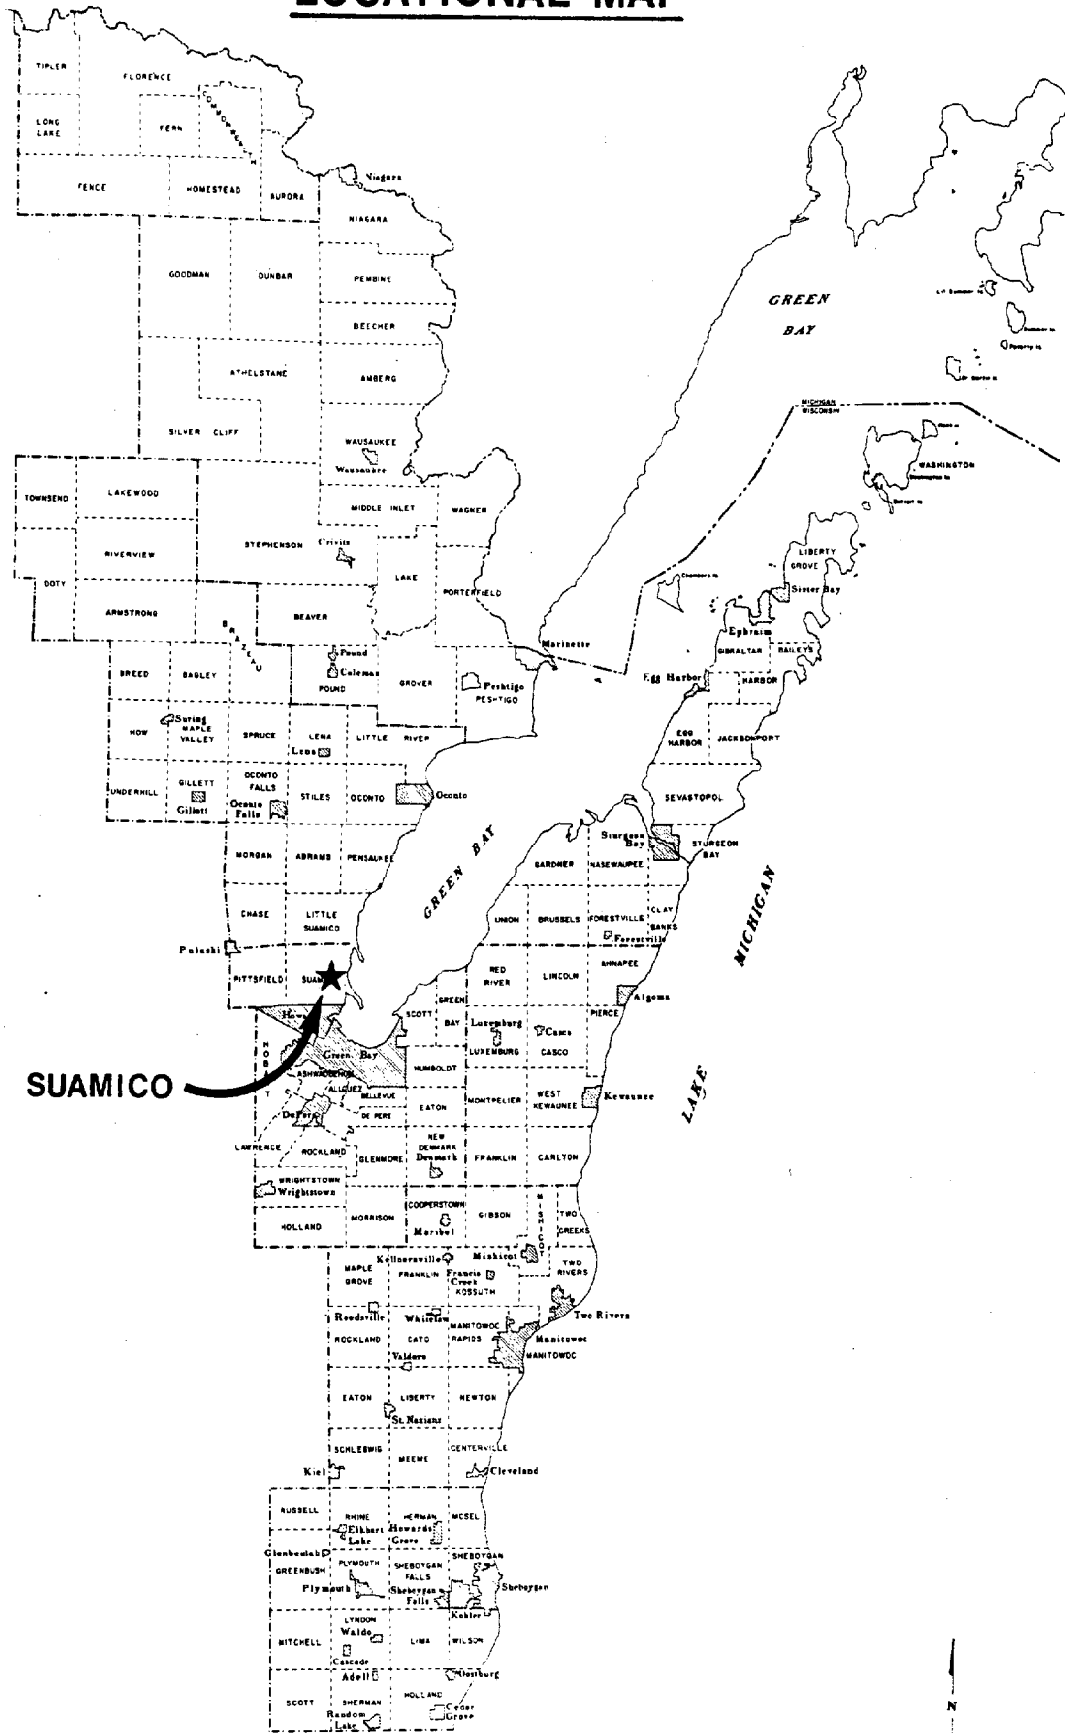 LOCATIONAL MAP
TIPLER
FLORENCE
COMMONWEALTH
LONG
LAKE
FERN
FENCE
HOMESTEAD
AURORA
Niagara
NIAGARA
GOODMAN
DUNBAR
PEMBINE
BEECHER
ATHELSTANE
AMBERG
SILVER CLIFF
WAUSAUKEE
Wausaukee
GREEN
BAY
MICHIGAN
WISCONSIN
WASHINGTON
Washington Is
TOWNSEND
LAKEWOOD
MIDDLE INLET
WAGNER
RIVERVIEW
STEPHENSON
Crivitz
LAKE
DOTY
PORTERFIELD
ARMSTRONG
BEAVER
BRAZEAU
Chambers Is.
LIBERTY
GROVE
Sister Bay
Ephraim
GIBRALTAR
BAILEYS
HARBOR
Egg Harbor
Marinette
Pound
Coleman
POUND
BREED
BAGLEY
GROVER
Peshtigo
PESHTIGO
Suring
HOW
MAPLE
VALLEY
SPRUCE
LENA
Lena
LITTLE RIVER
EGG
HARBOR
JACKSONPORT
UNDERHILL
GILLETT
Gillett
OCONTO
FALLS
Oconto
Falls
STILES
OCONTO
Oconto
SEVASTOPOL
Sturgeon
Bay
STURGEON
BAY
MORGAN
ABRAMS
PENSAUKEE
GREEN BAY
GARDNER
NASEWAUPEE
CHASE
LITTLE
SUAMICO
UNION
BRUSSELS
FORESTVILLE
Forestville
CLAY
BANKS
MICHIGAN
Pulaski
PITTSFIELD
SUAM
RED
RIVER
LINCOLN
AHNAPEE
Algoma
PIERCE
How
SCOTT
GREEN
BAY
Luxemburg
LUXEMBURG
Casco
CASCO
HOBART
Green Bay
ASHWAUBENON
ALLOUEZ
BELLEVUE
HUMBOLDT
SUAMICO
LAKE
DePere
DE PERE
EATON
MONTPELIER
WEST
KEWAUNEE
Kewaunee
LAWRENCE
ROCKLAND
GLENMORE
NEW
DENMARK
Denmark
FRANKLIN
CARLTON
WRIGHTSTOWN
Wrightstown
HOLLAND
MORRISON
COOPERSTOWN
Maribel
GIBSON
MISHICOT
TWO
CREEKS
Kellnersville
Mishicot
MAPLE
GROVE
FRANKLIN
Francis
Creek
KOSSUTH
TWO
RIVERS
Reedsville
Whitelaw
Two Rivers
ROCKLAND
CATO
MANITOWOC
RAPIDS
Manitowoc
MANITOWOC
Valders
EATON
LIBERTY
NEWTON
St. Nazianz
SCHLESWIG
MEEME
CENTERVILLE
Kiel
Cleveland
RUSSELL
RHINE
Elkhart
Lake
HERMAN
Howards
Grove
MOSEL
Glenbeulah
GREENBUSH
PLYMOUTH
Plymouth
SHEBOYGAN
FALLS
Sheboygan
Falls
SHEBOYGAN
Sheboygan
Kohler
MITCHELL
LYNDON
Waldo
Cascade
LIMA
WILSON
Adell
Oostburg
SCOTT
SHERMAN
Random
Lake
HOLLAND
Cedar
Grove
N